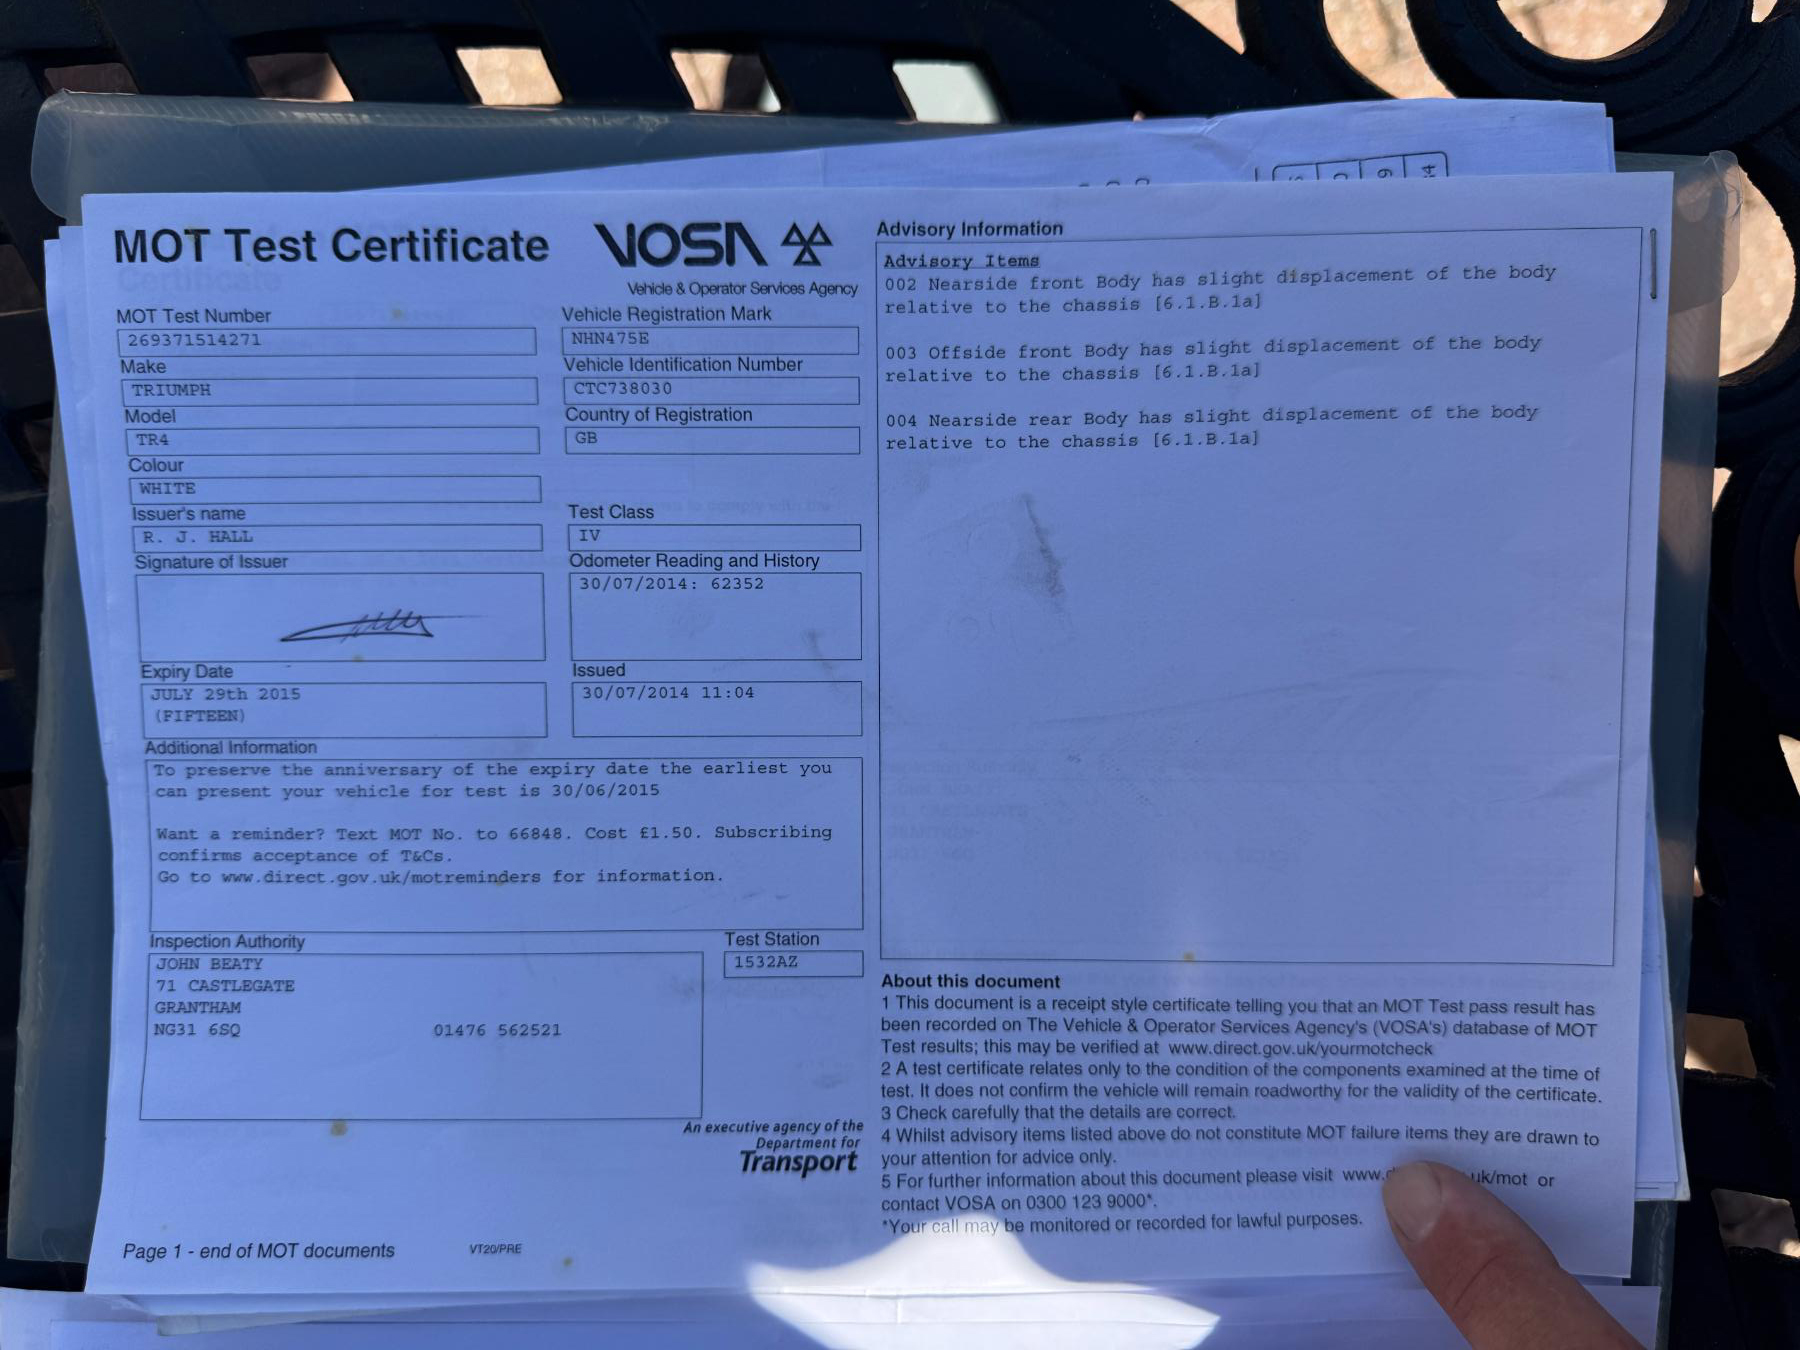 MOT Test Certificate
VOSA
Vehicle & Operator Services Agency
MOT Test Number
269371514271
Vehicle Registration Mark
NHN475E
Make
TRIUMPH
Vehicle Identification Number
CTC738030
Model
TR4
Country of Registration
GB
Colour
WHITE
Issuer's name
R. J. HALL
Test Class
IV
Signature of Issuer
Odometer Reading and History
30/07/2014: 62352
Expiry Date
JULY 29th 2015
(FIFTEEN)
Issued
30/07/2014 11:04
Additional Information
To preserve the anniversary of the expiry date the earliest you
can present your vehicle for test is 30/06/2015
Want a reminder? Text MOT No. to 66848. Cost £1.50. Subscribing
confirms acceptance of T&Cs.
Go to www.direct.gov.uk/motreminders for information.
Inspection Authority
JOHN BEATY
71 CASTLEGATE
GRANTHAM
NG31 6SQ 01476 562521
Test Station
1532AZ
An executive agency of the
Department for
Transport
Page 1 - end of MOT documents
VT20/PRE
Advisory Information
Advisory Items
002 Nearside front Body has slight displacement of the body
relative to the chassis [6.1.B.1a]
003 Offside front Body has slight displacement of the body
relative to the chassis [6.1.B.1a]
004 Nearside rear Body has slight displacement of the body
relative to the chassis [6.1.B.1a]
About this document
1 This document is a receipt style certificate telling you that an MOT Test pass result has
been recorded on The Vehicle & Operator Services Agency's (VOSA's) database of MOT
Test results; this may be verified at www.direct.gov.uk/yourmotcheck
2 A test certificate relates only to the condition of the components examined at the time of
test. It does not confirm the vehicle will remain roadworthy for the validity of the certificate.
3 Check carefully that the details are correct.
4 Whilst advisory items listed above do not constitute MOT failure items they are drawn to
your attention for advice only.
5 For further information about this document please visit www.d uk/mot or
contact VOSA on 0300 123 9000*.
*Your call may be monitored or recorded for lawful purposes.